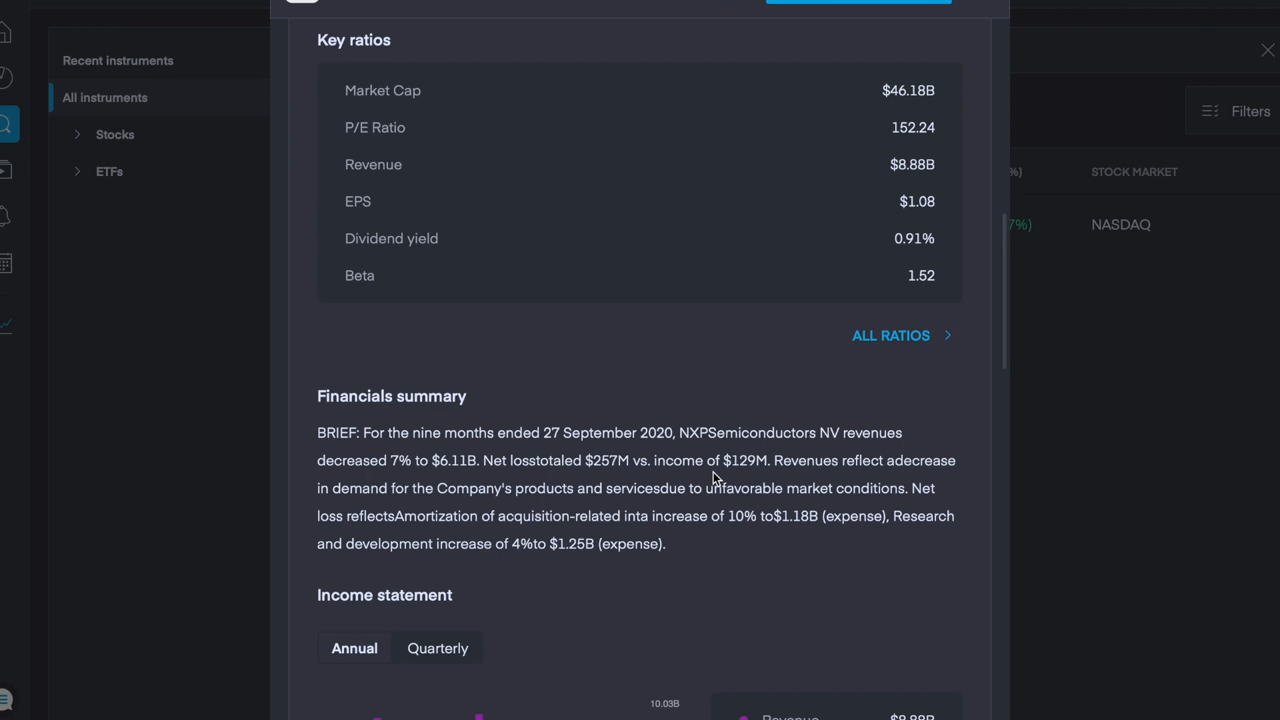 Key ratios
Recent instruments
All instruments
Stocks
ETFs
Market Cap $46.18B
P/E Ratio 152.24
Revenue $8.88B
EPS $1.08
Dividend yield 0.91%
Beta 1.52
ALL RATIOS
Filters
%) STOCK MARKET
7%) NASDAQ
Financials summary
BRIEF: For the nine months ended 27 September 2020, NXPSemiconductors NV revenues
decreased 7% to $6.11B. Net losstotaled $257M vs. income of $129M. Revenues reflect adecrease
in demand for the Company's products and servicesdue to unfavorable market conditions. Net
loss reflectsAmortization of acquisition-related inta increase of 10% to$1.18B (expense), Research
and development increase of 4%to $1.25B (expense).
Income statement
Annual Quarterly
10.03B
Revenue $8.88B